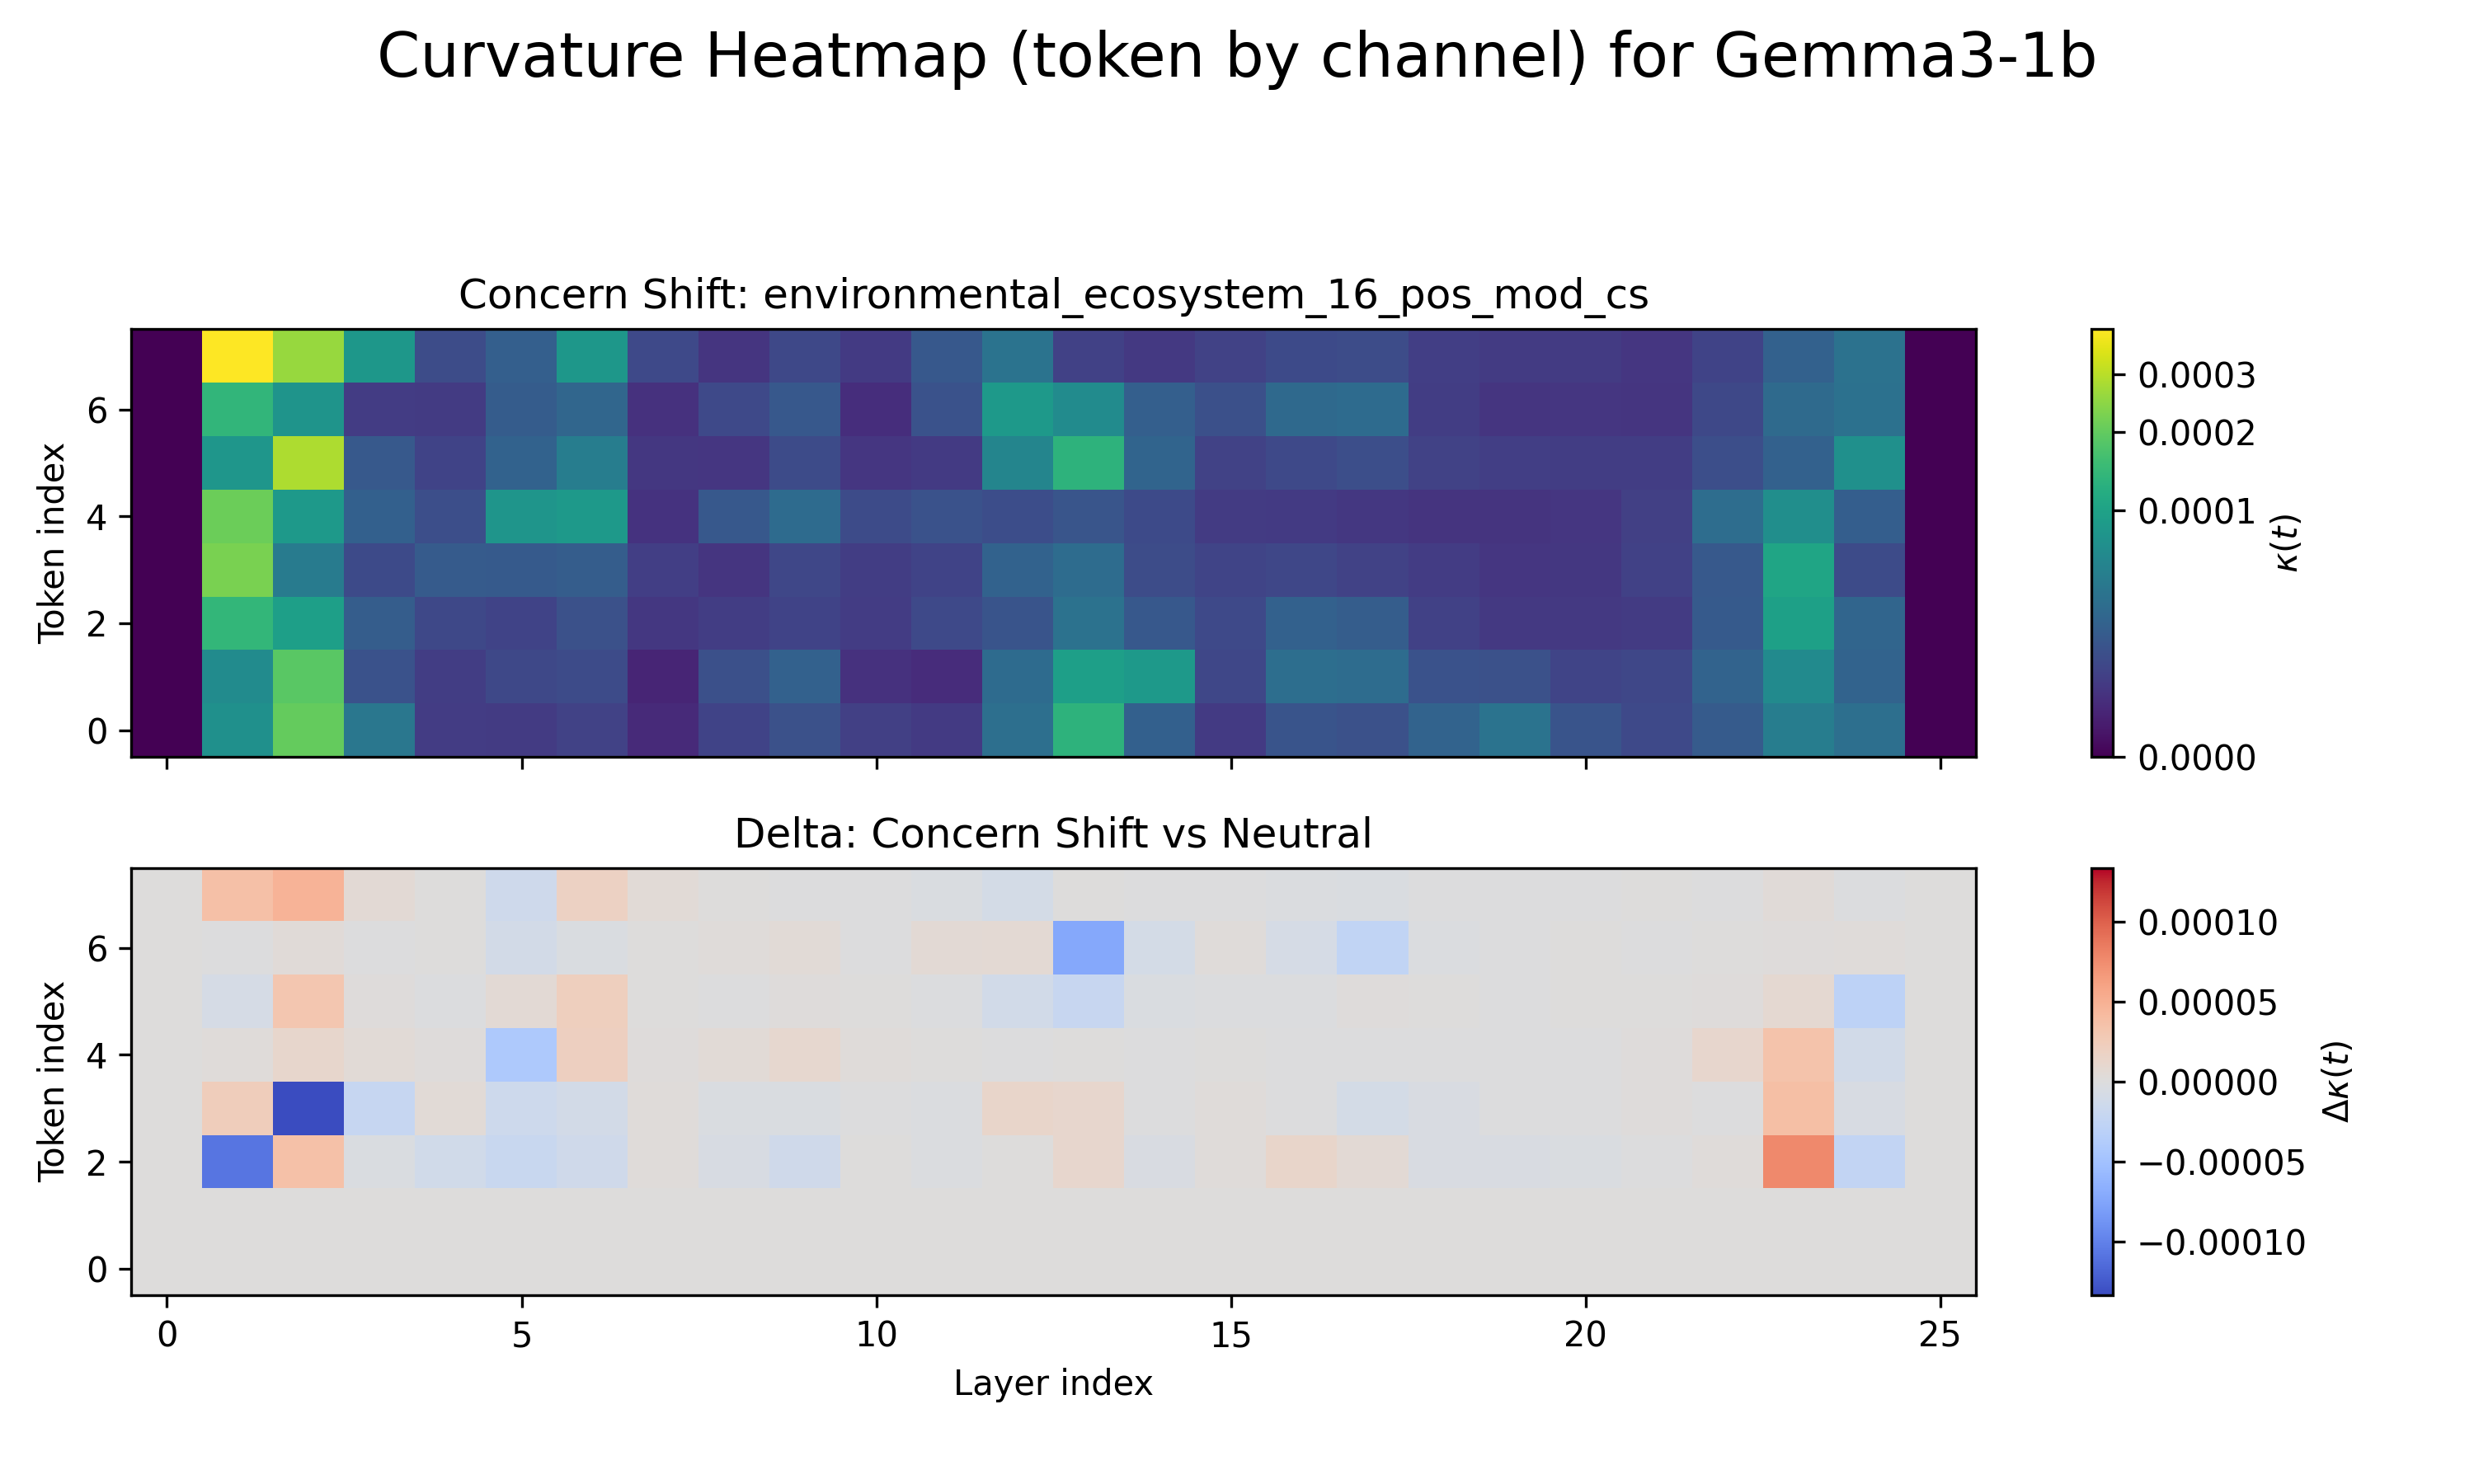 Curvature Heatmap (token by channel) for Gemma3-1b
Concern Shift: environmental_ecosystem_16_pos_mod_cs
Token index
6
4
2
0
0.0003
0.0002
0.0001
0.0000
κ(t)
Delta: Concern Shift vs Neutral
Token index
6
4
2
0
0
5
10
15
20
25
Layer index
0.00010
0.00005
0.00000
−0.00005
−0.00010
Δκ(t)